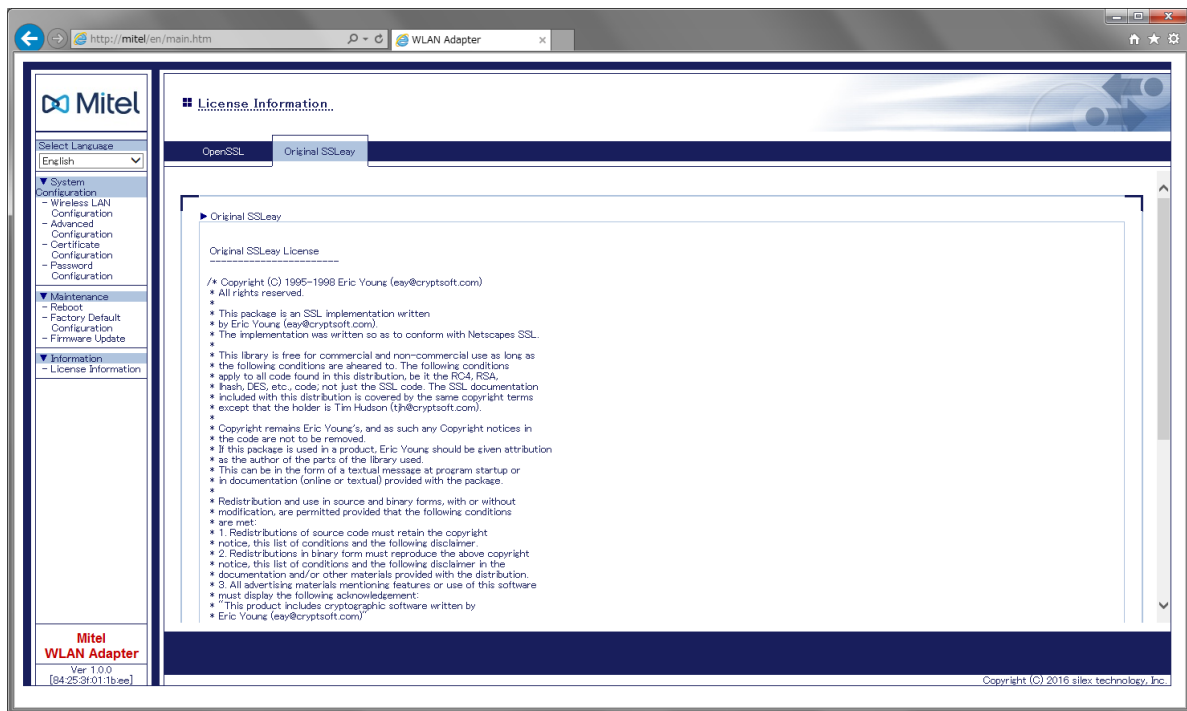 http://mitel/en/main.htm
WLAN Adapter
Mitel
License Information
Select Language
English
▼ System
Configuration
- Wireless LAN
Configuration
- Advanced
Configuration
- Certificate
Configuration
- Password
Configuration
▼ Maintenance
- Reboot
- Factory Default
Configuration
- Firmware Update
▼ Information
- License Information
Mitel
WLAN Adapter
Ver 1.0.0
[84:25:3f:01:1b:ee]
OpenSSL
Original SSLeay
▶ Original SSLeay
Original SSLeay License
-----------------------
/* Copyright (C) 1995-1998 Eric Young (eay@cryptsoft.com)
* All rights reserved.
*
* This package is an SSL implementation written
* by Eric Young (eay@cryptsoft.com).
* The implementation was written so as to conform with Netscapes SSL.
*
* This library is free for commercial and non-commercial use as long as
* the following conditions are aheared to. The following conditions
* apply to all code found in this distribution, be it the RC4, RSA,
* lhash, DES, etc., code; not just the SSL code. The SSL documentation
* included with this distribution is covered by the same copyright terms
* except that the holder is Tim Hudson (tjh@cryptsoft.com).
*
* Copyright remains Eric Young's, and as such any Copyright notices in
* the code are not to be removed.
* If this package is used in a product, Eric Young should be given attribution
* as the author of the parts of the library used.
* This can be in the form of a textual message at program startup or
* in documentation (online or textual) provided with the package.
*
* Redistribution and use in source and binary forms, with or without
* modification, are permitted provided that the following conditions
* are met:
* 1. Redistributions of source code must retain the copyright
* notice, this list of conditions and the following disclaimer.
* 2. Redistributions in binary form must reproduce the above copyright
* notice, this list of conditions and the following disclaimer in the
* documentation and/or other materials provided with the distribution.
* 3. All advertising materials mentioning features or use of this software
* must display the following acknowledgement:
* "This product includes cryptographic software written by
* Eric Young (eay@cryptsoft.com)"
Copyright (C) 2016 silex technology, Inc.